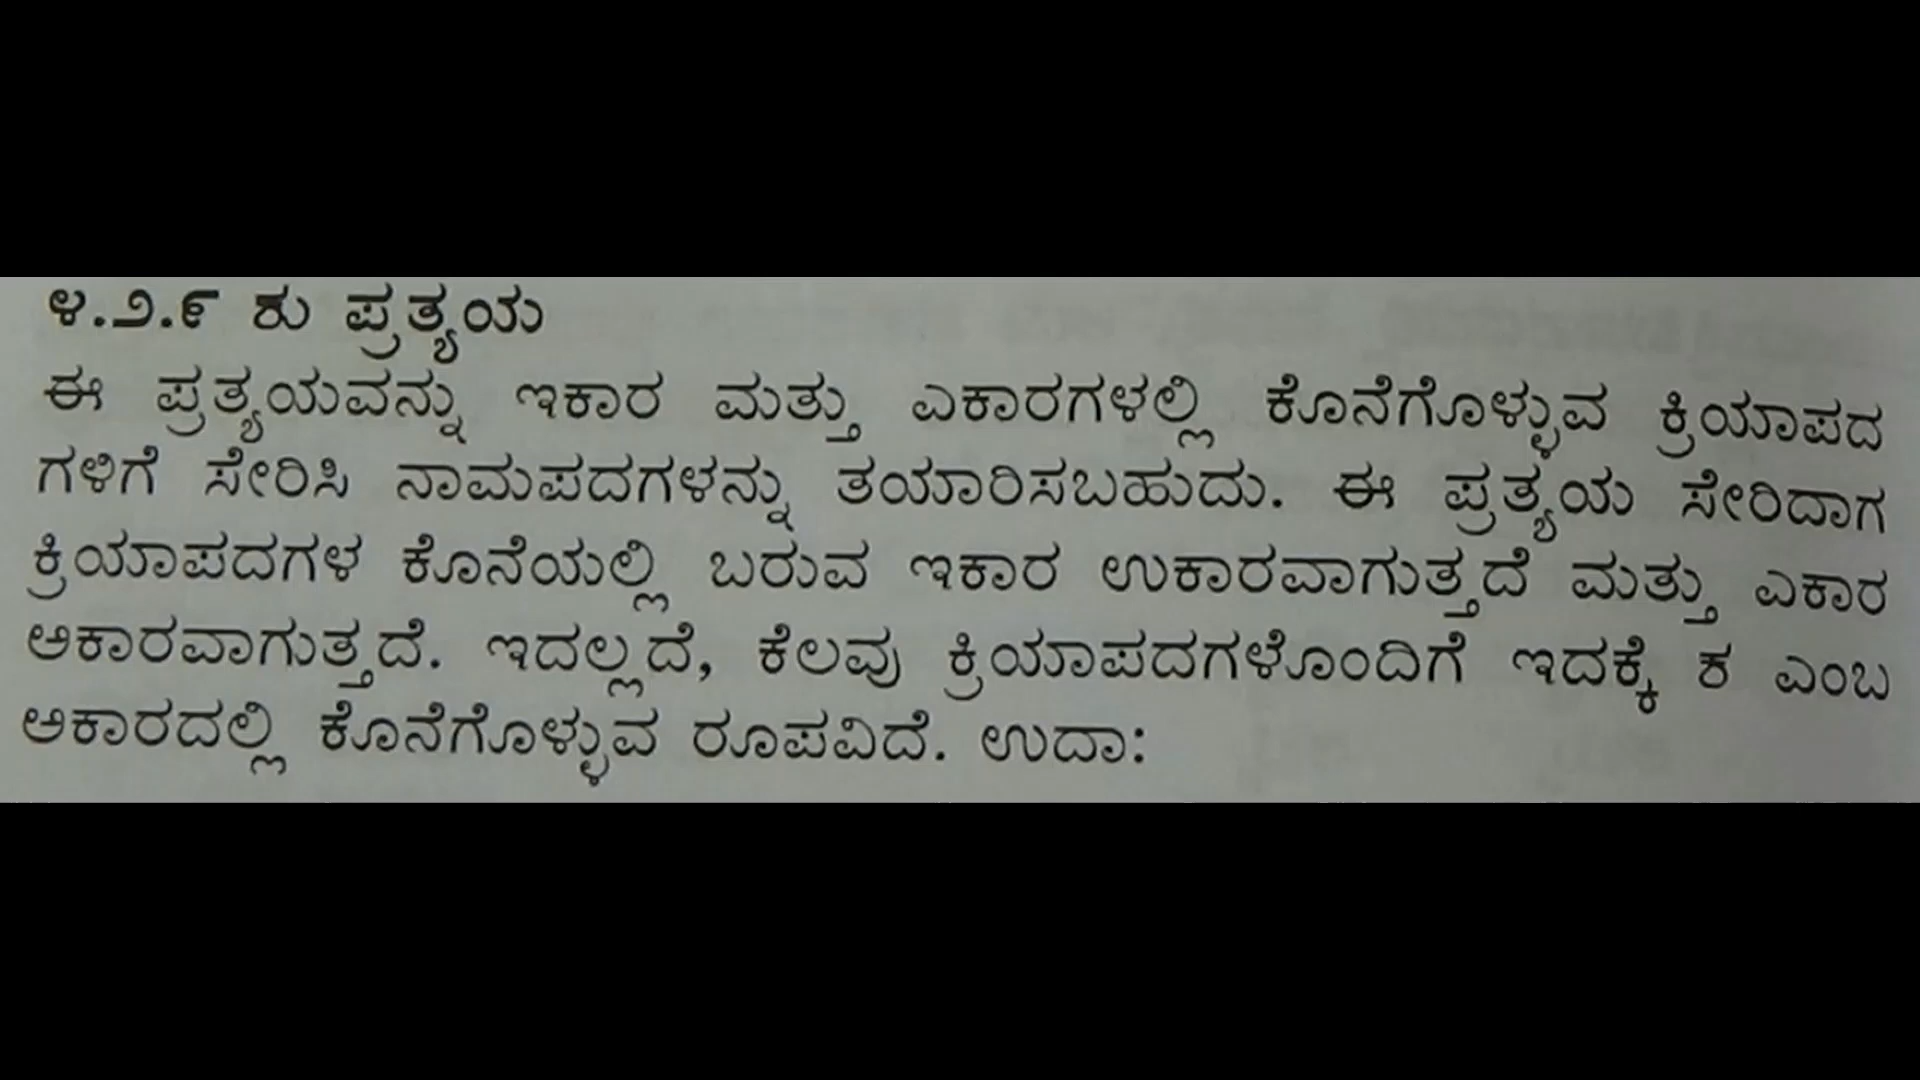 ೪.೨.೯ ಕು ಪ್ರತ್ಯಯ
ಈ ಪ್ರತ್ಯಯವನ್ನು ಇಕಾರ ಮತ್ತು ಎಕಾರಗಳಲ್ಲಿ ಕೊನೆಗೊಳ್ಳುವ ಕ್ರಿಯಾಪದ
ಗಳಿಗೆ ಸೇರಿಸಿ ನಾಮಪದಗಳನ್ನು ತಯಾರಿಸಬಹುದು. ಈ ಪ್ರತ್ಯಯ ಸೇರಿದಾಗ
ಕ್ರಿಯಾಪದಗಳ ಕೊನೆಯಲ್ಲಿ ಬರುವ ಇಕಾರ ಉಕಾರವಾಗುತ್ತದೆ ಮತ್ತು ಎಕಾರ
ಅಕಾರವಾಗುತ್ತದೆ. ಇದಲ್ಲದೆ, ಕೆಲವು ಕ್ರಿಯಾಪದಗಳೊಂದಿಗೆ ಇದಕ್ಕೆ ಕ ಎಂಬ
ಅಕಾರದಲ್ಲಿ ಕೊನೆಗೊಳ್ಳುವ ರೂಪವಿದೆ. ಉದಾ: